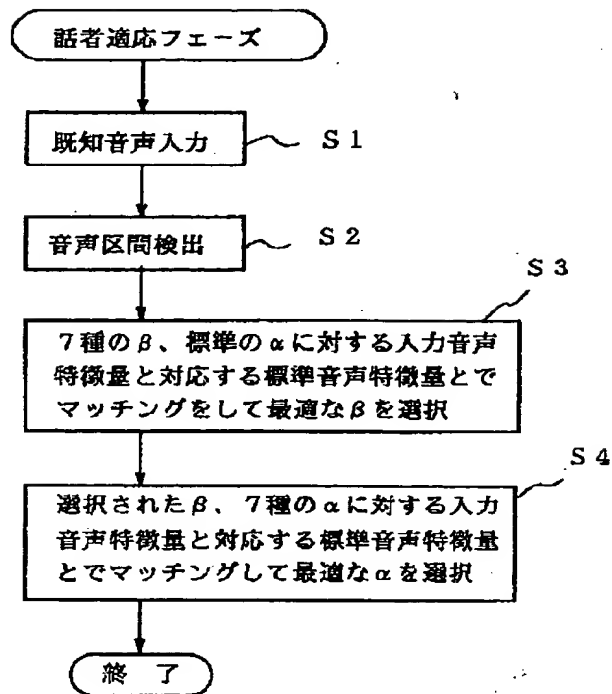 話者適応フェーズ
既知音声入力
S1
音声区間検出
S2
S3
7種のβ、標準のαに対する入力音声
特徴量と対応する標準音声特徴量とで
マッチングをして最適なβを選択
S4
選択されたβ、7種のαに対する入力
音声特徴量と対応する標準音声特徴量
とでマッチングして最適なαを選択
終了